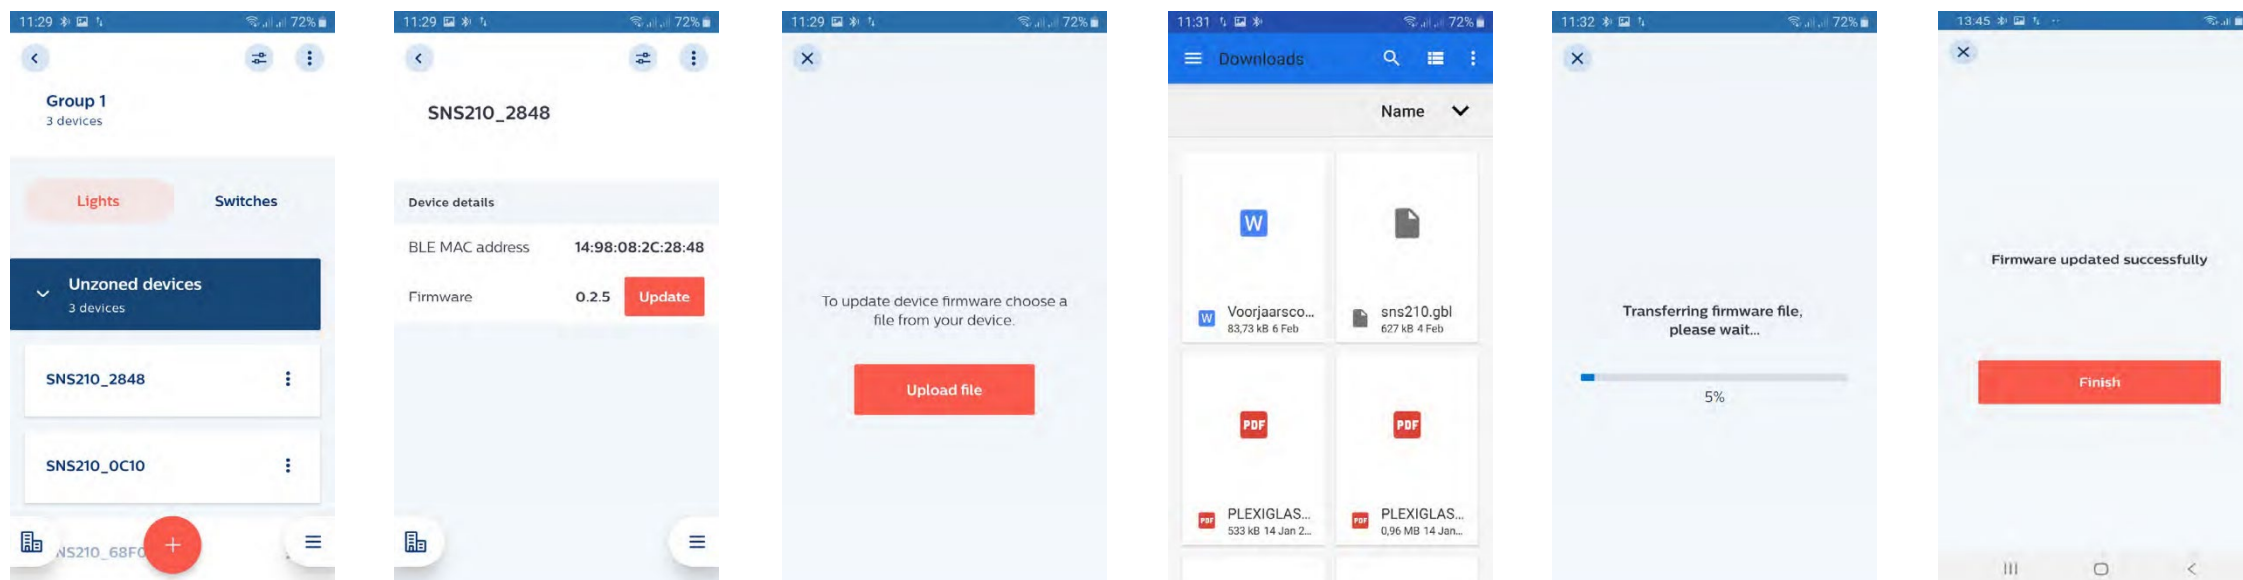 11:29
72%
Group 1
3 devices
Lights
Switches
Unzoned devices
3 devices
SNS210_2848
SNS210_0C10
NS210_68F
11:29
72%
SNS210_2848
Device details
BLE MAC address
14:98:08:2C:28:48
Firmware
0.2.5
Update
11:29
72%
To update device firmware choose a
file from your device.
Upload file
11:31
72%
Downloads
Name
W
W
Voorjaarsco...
83,73 kB 6 Feb
sns210.gbl
627 kB 4 Feb
PDF
PDF
PDF
PLEXIGLAS...
533 kB 14 Jan 2...
PDF
PLEXIGLAS...
0,96 MB 14 Jan...
11:32
72%
Transferring firmware file,
please wait...
5%
13:45
Firmware updated successfully
Finish